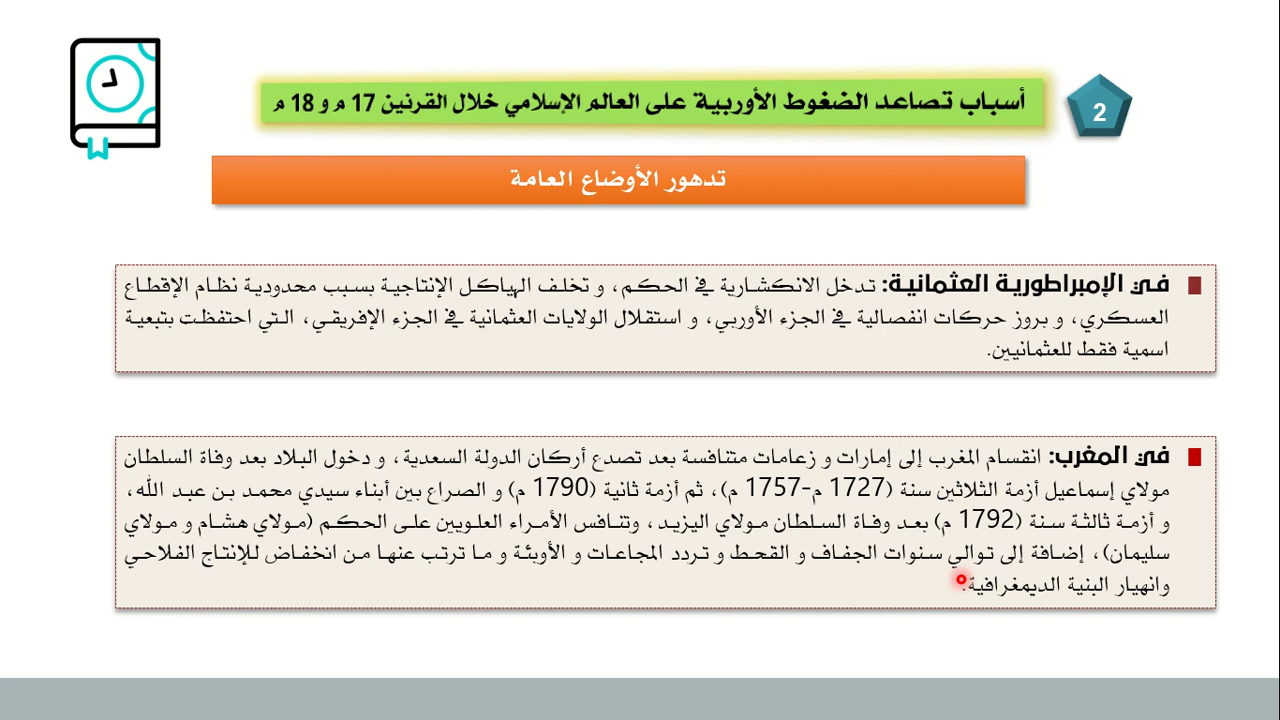 2
أسباب تصاعد الضغوط الأوربية على العالم الإسلامي خلال القرنين 17 م و 18 م
تدهور الأوضاع العامة
في الإمبراطورية العثمانية: تدخل الانكشارية في الحكم، و تخلف الهياكل الإنتاجية بسبب محدودية نظام الإقطاع
العسكري، و بروز حركات انفصالية في الجزء الأوربي، و استقلال الولايات العثمانية في الجزء الإفريقي، التي احتفظت بتبعية
اسمية فقط للعثمانيين.
في المغرب: انقسام المغرب إلى إمارات و زعامات متنافسة بعد تصدع أركان الدولة السعدية، و دخول البلاد بعد وفاة السلطان
مولاي إسماعيل أزمة الثلاثين سنة (1727 م-1757 م)، ثم أزمة ثانية (1790 م) و الصراع بين أبناء سيدي محمد بن عبد الله،
و أزمة ثالثة سنة (1792 م) بعد وفاة السلطان مولاي اليزيد، وتنافس الأمراء العلويين على الحكم (مولاي هشام و مولاي
سليمان)، إضافة إلى توالي سنوات الجفاف و القحط و تردد المجاعات و الأوبئة و ما ترتب عنها من انخفاض للإنتاج الفلاحي
وانهيار البنية الديمغرافية.